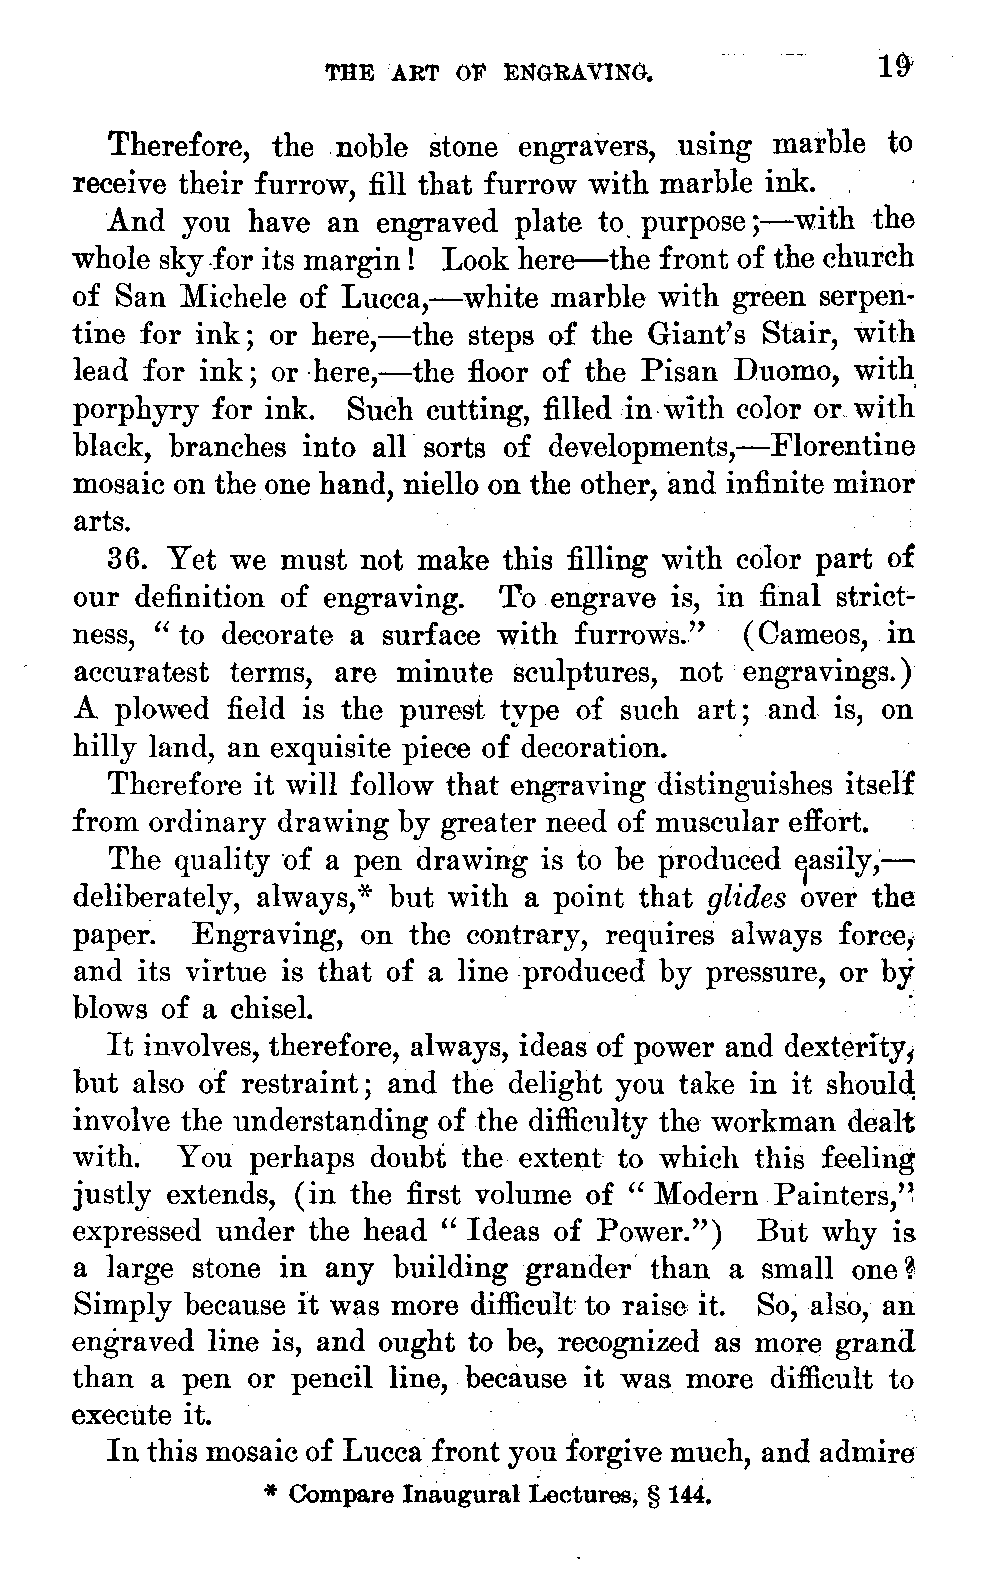 THE ART OF ENGRAVING. 19
Therefore, the noble stone engravers, using marble to
receive their furrow, fill that furrow with marble ink.
And you have an engraved plate to purpose;—with the
whole sky for its margin! Look here—the front of the church
of San Michele of Lucca,—white marble with green serpen-
tine for ink; or here,—the steps of the Giant's Stair, with
lead for ink; or here,—the floor of the Pisan Duomo, with
porphyry for ink. Such cutting, filled in with color or with
black, branches into all sorts of developments,—Florentine
mosaic on the one hand, niello on the other, and infinite minor
arts.
36. Yet we must not make this filling with color part of
our definition of engraving. To engrave is, in final strict-
ness, “to decorate a surface with furrows.” (Cameos, in
accuratest terms, are minute sculptures, not engravings.)
A plowed field is the purest type of such art; and is, on
hilly land, an exquisite piece of decoration.
Therefore it will follow that engraving distinguishes itself
from ordinary drawing by greater need of muscular effort.
The quality of a pen drawing is to be produced easily,—
deliberately, always,* but with a point that glides over the
paper. Engraving, on the contrary, requires always force,
and its virtue is that of a line produced by pressure, or by
blows of a chisel.
It involves, therefore, always, ideas of power and dexterity,
but also of restraint; and the delight you take in it should
involve the understanding of the difficulty the workman dealt
with. You perhaps doubt the extent to which this feeling
justly extends, (in the first volume of “Modern Painters,”
expressed under the head “Ideas of Power.”) But why is
a large stone in any building grander than a small one?
Simply because it was more difficult to raise it. So, also, an
engraved line is, and ought to be, recognized as more grand
than a pen or pencil line, because it was more difficult to
execute it.
In this mosaic of Lucca front you forgive much, and admire
* Compare Inaugural Lectures, § 144.